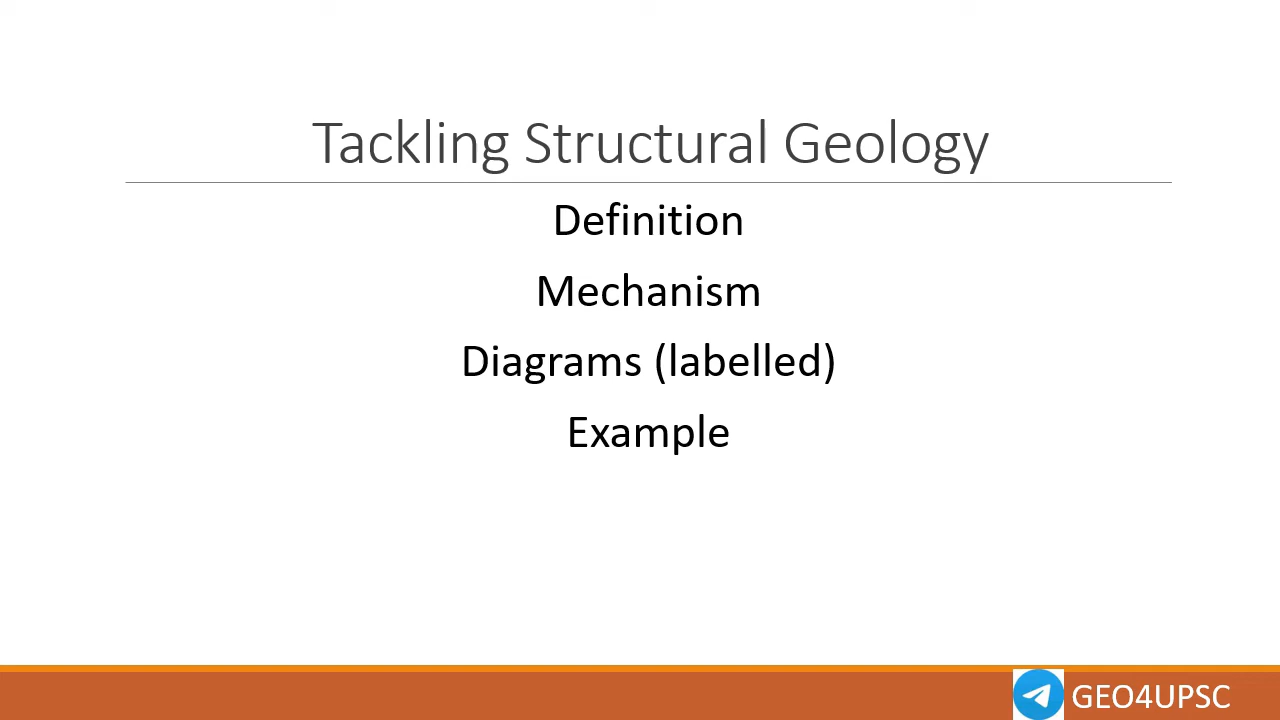 Tackling Structural Geology
Definition
Mechanism
Diagrams (labelled)
Example
GEO4UPSC